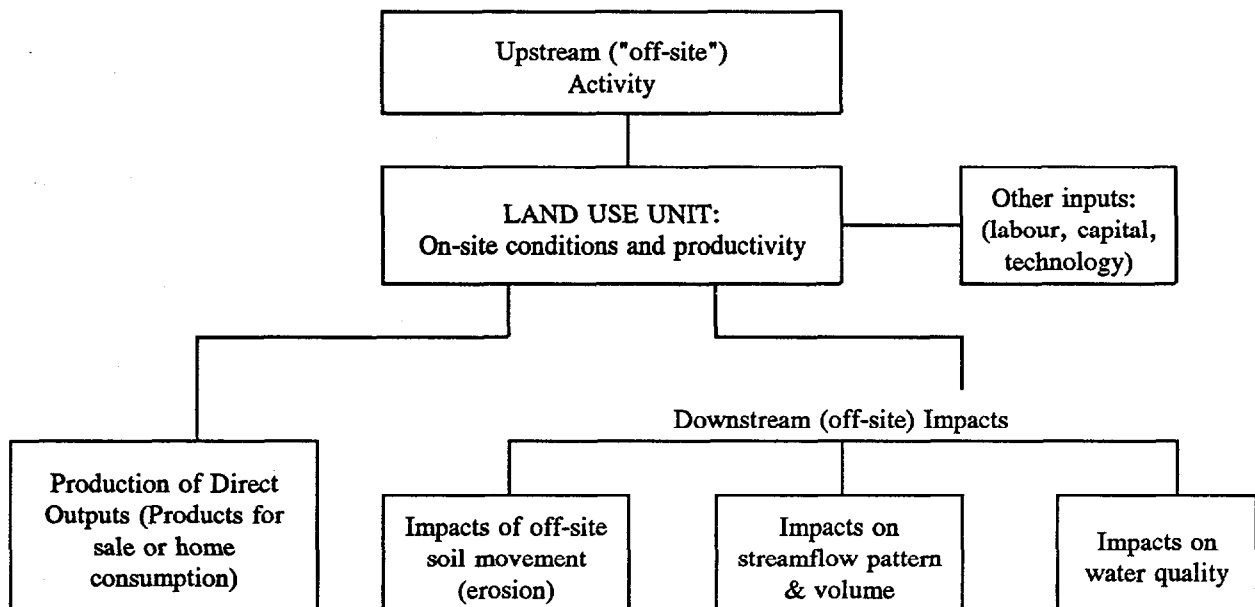 Upstream ("off-site")
Activity
LAND USE UNIT:
On-site conditions and productivity
Other inputs:
(labour, capital,
technology)
Downstream (off-site) Impacts
Production of Direct
Outputs (Products for
sale or home
consumption)
Impacts of off-site
soil movement
(erosion)
Impacts on
streamflow pattern
& volume
Impacts on
water quality